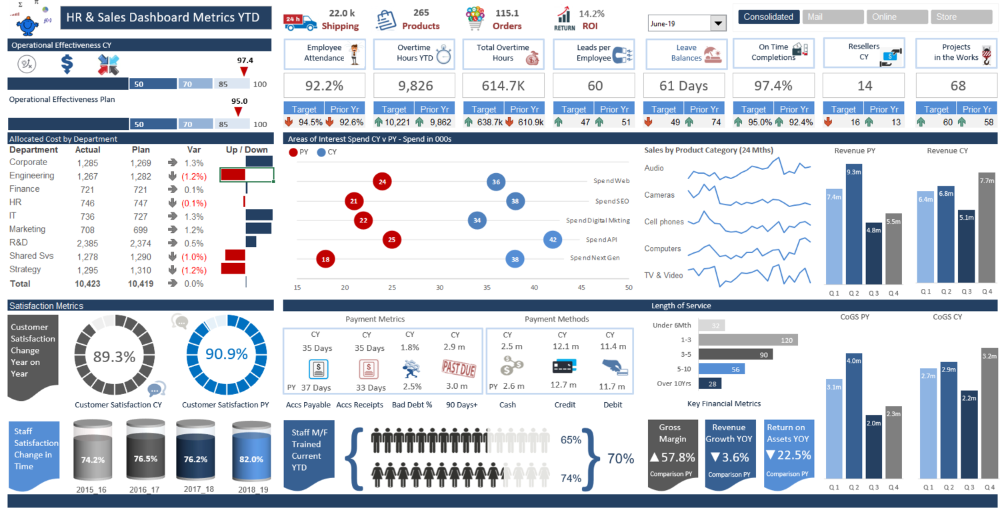 HR & Sales Dashboard Metrics YTD
24 h
22.0 k
Shipping
265
Products
115.1
Orders
RETURN
14.2%
ROI
June-19
Consolidated
Mail
Online
Store
Operational Effectiveness CY
97.4
50 70 85 100
Operational Effectiveness Plan
95.0
50 70 85 100
Employee
Attendance
92.2%
Target Prior Yr
94.5% 92.6%
Overtime
Hours YTD
9,826
Target Prior Yr
10,221 9,862
Total Overtime
Hours
614.7K
Target Prior Yr
638.7k 610.9k
Leads per
Employee
60
Target Prior Yr
47 51
Leave
Balances
61 Days
Target Prior Yr
49 74
On Time
Completions
97.4%
Target Prior Yr
95.0% 92.4%
Resellers
CY
14
Target Prior Yr
16 13
Projects
in the Works
68
Target Prior Yr
60 58
Allocated Cost by Department
Department Actual Plan Var Up / Down
Corporate 1,285 1,269 1.3%
Engineering 1,267 1,282 (1.2%)
Finance 721 721 0.1%
HR 746 747 (0.1%)
IT 736 727 1.3%
Marketing 708 699 1.2%
R&D 2,385 2,374 0.5%
Shared Svs 1,278 1,290 (1.0%)
Strategy 1,295 1,310 (1.2%)
Total 10,423 10,419 0.0%
Areas of Interest Spend CY v PY - Spend in 000s
PY CY
24 36 Spend Web
21 38 Spend SEO
22 34 Spend Digital Mkting
25 42 Spend API
18 38 Spend Next Gen
15 20 25 30 35 40 45 50
Sales by Product Category (24 Mths)
Audio
Cameras
Cell phones
Computers
TV & Video
Revenue PY
7.4m 9.3m 4.8m 5.5m
Q 1 Q 2 Q 3 Q 4
Revenue CY
6.4m 6.8m 5.1m 7.7m
Q 1 Q 2 Q 3 Q 4
Satisfaction Metrics
Customer
Satisfaction
Change
Year on
Year
89.3%
Customer Satisfaction CY
90.9%
Customer Satisfaction PY
Staff
Satisfaction
Change in
Time
74.2% 76.5% 76.2% 82.0%
2015_16 2016_17 2017_18 2018_19
Payment Metrics
CY CY CY CY
35 Days 35 Days 1.8% 2.9 m
PAST DUE
PY 37 Days 33 Days 2.5% 3.0 m
Accs Payable Accs Receipts Bad Debt % 90 Days+
Payment Methods
CY CY CY
2.5 m 12.1 m 11.4 m
PY 2.6 m 12.7 m 11.7 m
Cash Credit Debit
Staff M/F
Trained
Current
YTD
65%
74%
70%
Length of Service
Under 6Mth 32
1-3 120
3-5 90
5-10 56
Over 10Yrs 28
Key Financial Metrics
Gross
Margin
57.8%
Comparison PY
Revenue
Growth YOY
3.6%
Comparison PY
Return on
Assets YOY
22.5%
Comparison PY
CoGS PY
3.1m 4.0m 2.0m 2.3m
Q 1 Q 2 Q 3 Q 4
CoGS CY
2.7m 2.9m 2.2m 3.2m
Q 1 Q 2 Q 3 Q 4